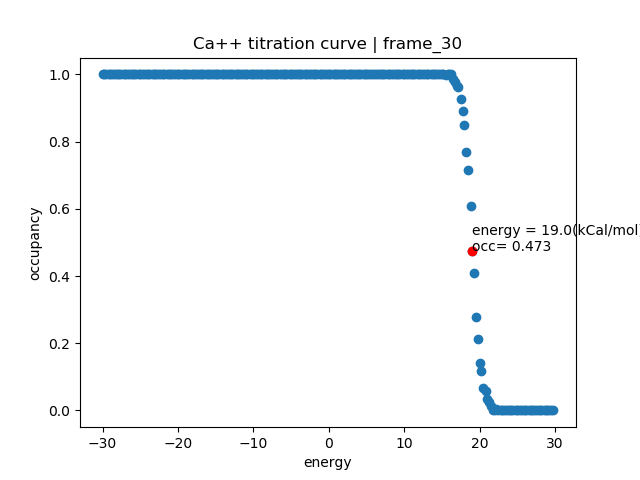 Ca++ titration curve | frame_30
1.0
0.8
0.6
0.4
0.2
0.0
occupancy
energy = 19.0(kCal/mol)
occ= 0.473
−30
−20
−10
0
10
20
30
energy